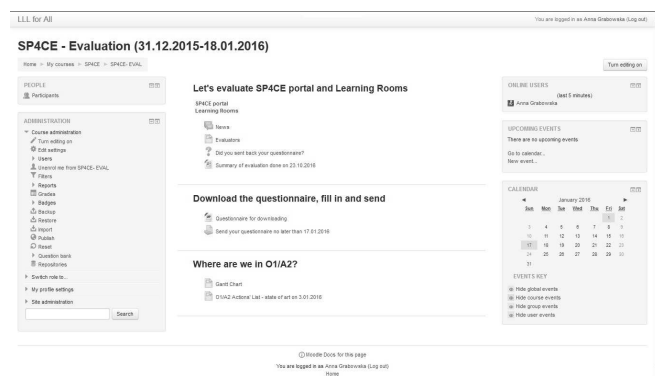 LLL for All
You are logged in as Anna Grabowska (Log out)
SP4CE - Evaluation (31.12.2015-18.01.2016)
Home ► My courses ► SP4CE ► SP4CE- EVAL
Turn editing on
PEOPLE
Participants
ADMINISTRATION
Course administration
Turn editing on
Edit settings
Users
Unenrol me from SP4CE- EVAL
Filters
Reports
Grades
Badges
Backup
Restore
Import
Publish
Reset
Question bank
Repositories
Switch role to...
My profile settings
Site administration
Search
Let's evaluate SP4CE portal and Learning Rooms
SP4CE portal
Learning Rooms
News
Evaluators
Did you sent back your questionnaire?
Summary of evaluation done on 23.10.2016
Download the questionnaire, fill in and send
Questionnaire for downloading
Send your questionnaire no later than 17.01.2016
Where are we in O1/A2?
Gantt Chart
O1/A2 Actions' List - state of art on 3.01.2016
ONLINE USERS
(last 5 minutes)
Anna Grabowska
UPCOMING EVENTS
There are no upcoming events
Go to calendar...
New event...
CALENDAR
◄ January 2016 ►
Sun Mon Tue Wed Thu Fri Sat
1 2
3 4 5 6 7 8 9
10 11 12 13 14 15 16
17 18 19 20 21 22 23
24 25 26 27 28 29 30
31
EVENTS KEY
Hide global events
Hide course events
Hide group events
Hide user events
Moodle Docs for this page
You are logged in as Anna Grabowska (Log out)
Home